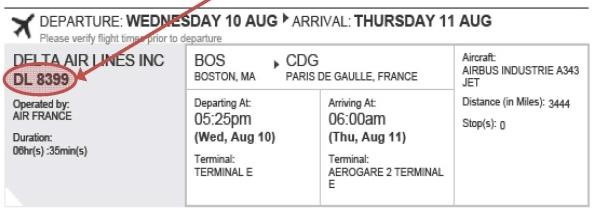 DEPARTURE: WEDNESDAY 10 AUG ▸ ARRIVAL: THURSDAY 11 AUG
Please verify flight times prior to departure
DELTA AIR LINES INC
DL 8399
Operated by:
AIR FRANCE
Duration:
06hr(s) :35min(s)
BOS ▸ CDG
BOSTON, MA PARIS DE GAULLE, FRANCE
Departing At:
05:25pm
(Wed, Aug 10)
Terminal:
TERMINAL E
Arriving At:
06:00am
(Thu, Aug 11)
Terminal:
AEROGARE 2 TERMINAL
E
Aircraft:
AIRBUS INDUSTRIE A343
JET
Distance (in Miles): 3444
Stop(s): 0